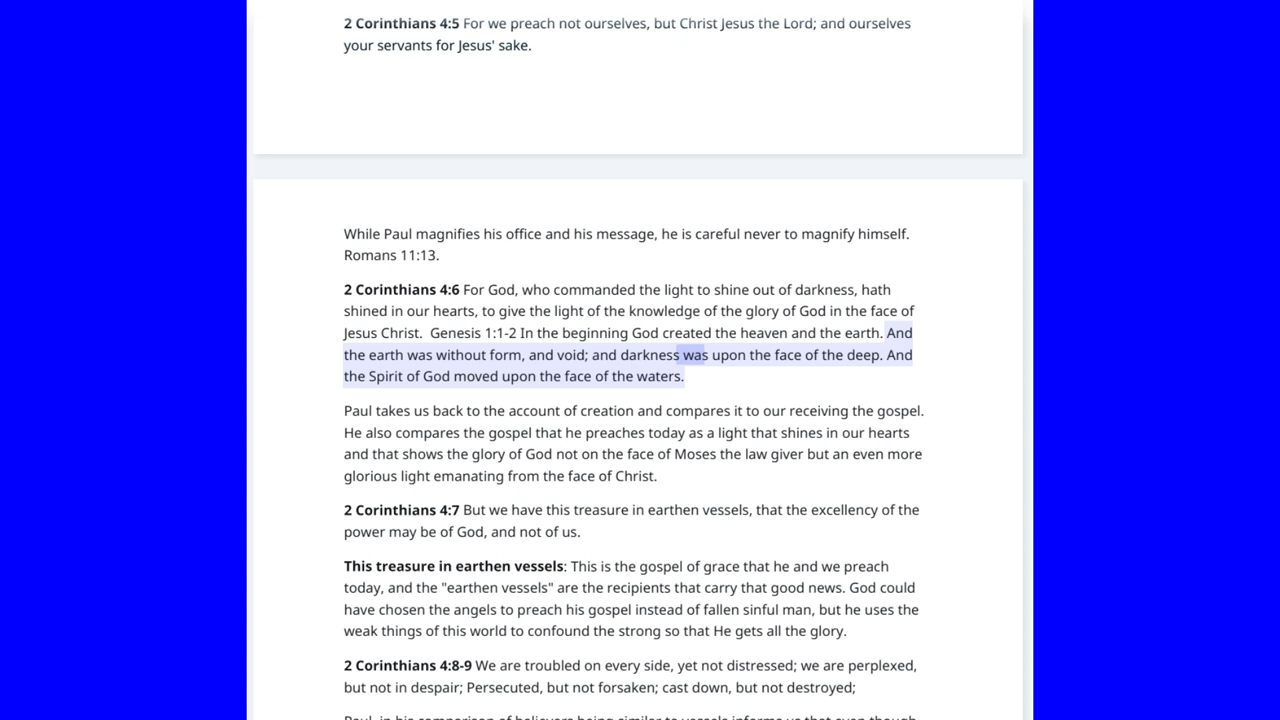 2 Corinthians 4:5 For we preach not ourselves, but Christ Jesus the Lord; and ourselves
your servants for Jesus' sake.
While Paul magnifies his office and his message, he is careful never to magnify himself.
Romans 11:13.
2 Corinthians 4:6 For God, who commanded the light to shine out of darkness, hath
shined in our hearts, to give the light of the knowledge of the glory of God in the face of
Jesus Christ.  Genesis 1:1-2 In the beginning God created the heaven and the earth. And
the earth was without form, and void; and darkness was upon the face of the deep. And
the Spirit of God moved upon the face of the waters.
Paul takes us back to the account of creation and compares it to our receiving the gospel.
He also compares the gospel that he preaches today as a light that shines in our hearts
and that shows the glory of God not on the face of Moses the law giver but an even more
glorious light emanating from the face of Christ.
2 Corinthians 4:7 But we have this treasure in earthen vessels, that the excellency of the
power may be of God, and not of us.
This treasure in earthen vessels: This is the gospel of grace that he and we preach
today, and the "earthen vessels" are the recipients that carry that good news. God could
have chosen the angels to preach his gospel instead of fallen sinful man, but he uses the
weak things of this world to confound the strong so that He gets all the glory.
2 Corinthians 4:8-9 We are troubled on every side, yet not distressed; we are perplexed,
but not in despair; Persecuted, but not forsaken; cast down, but not destroyed;
Paul, in his comparison of believers being similar to vessels informs us that even though